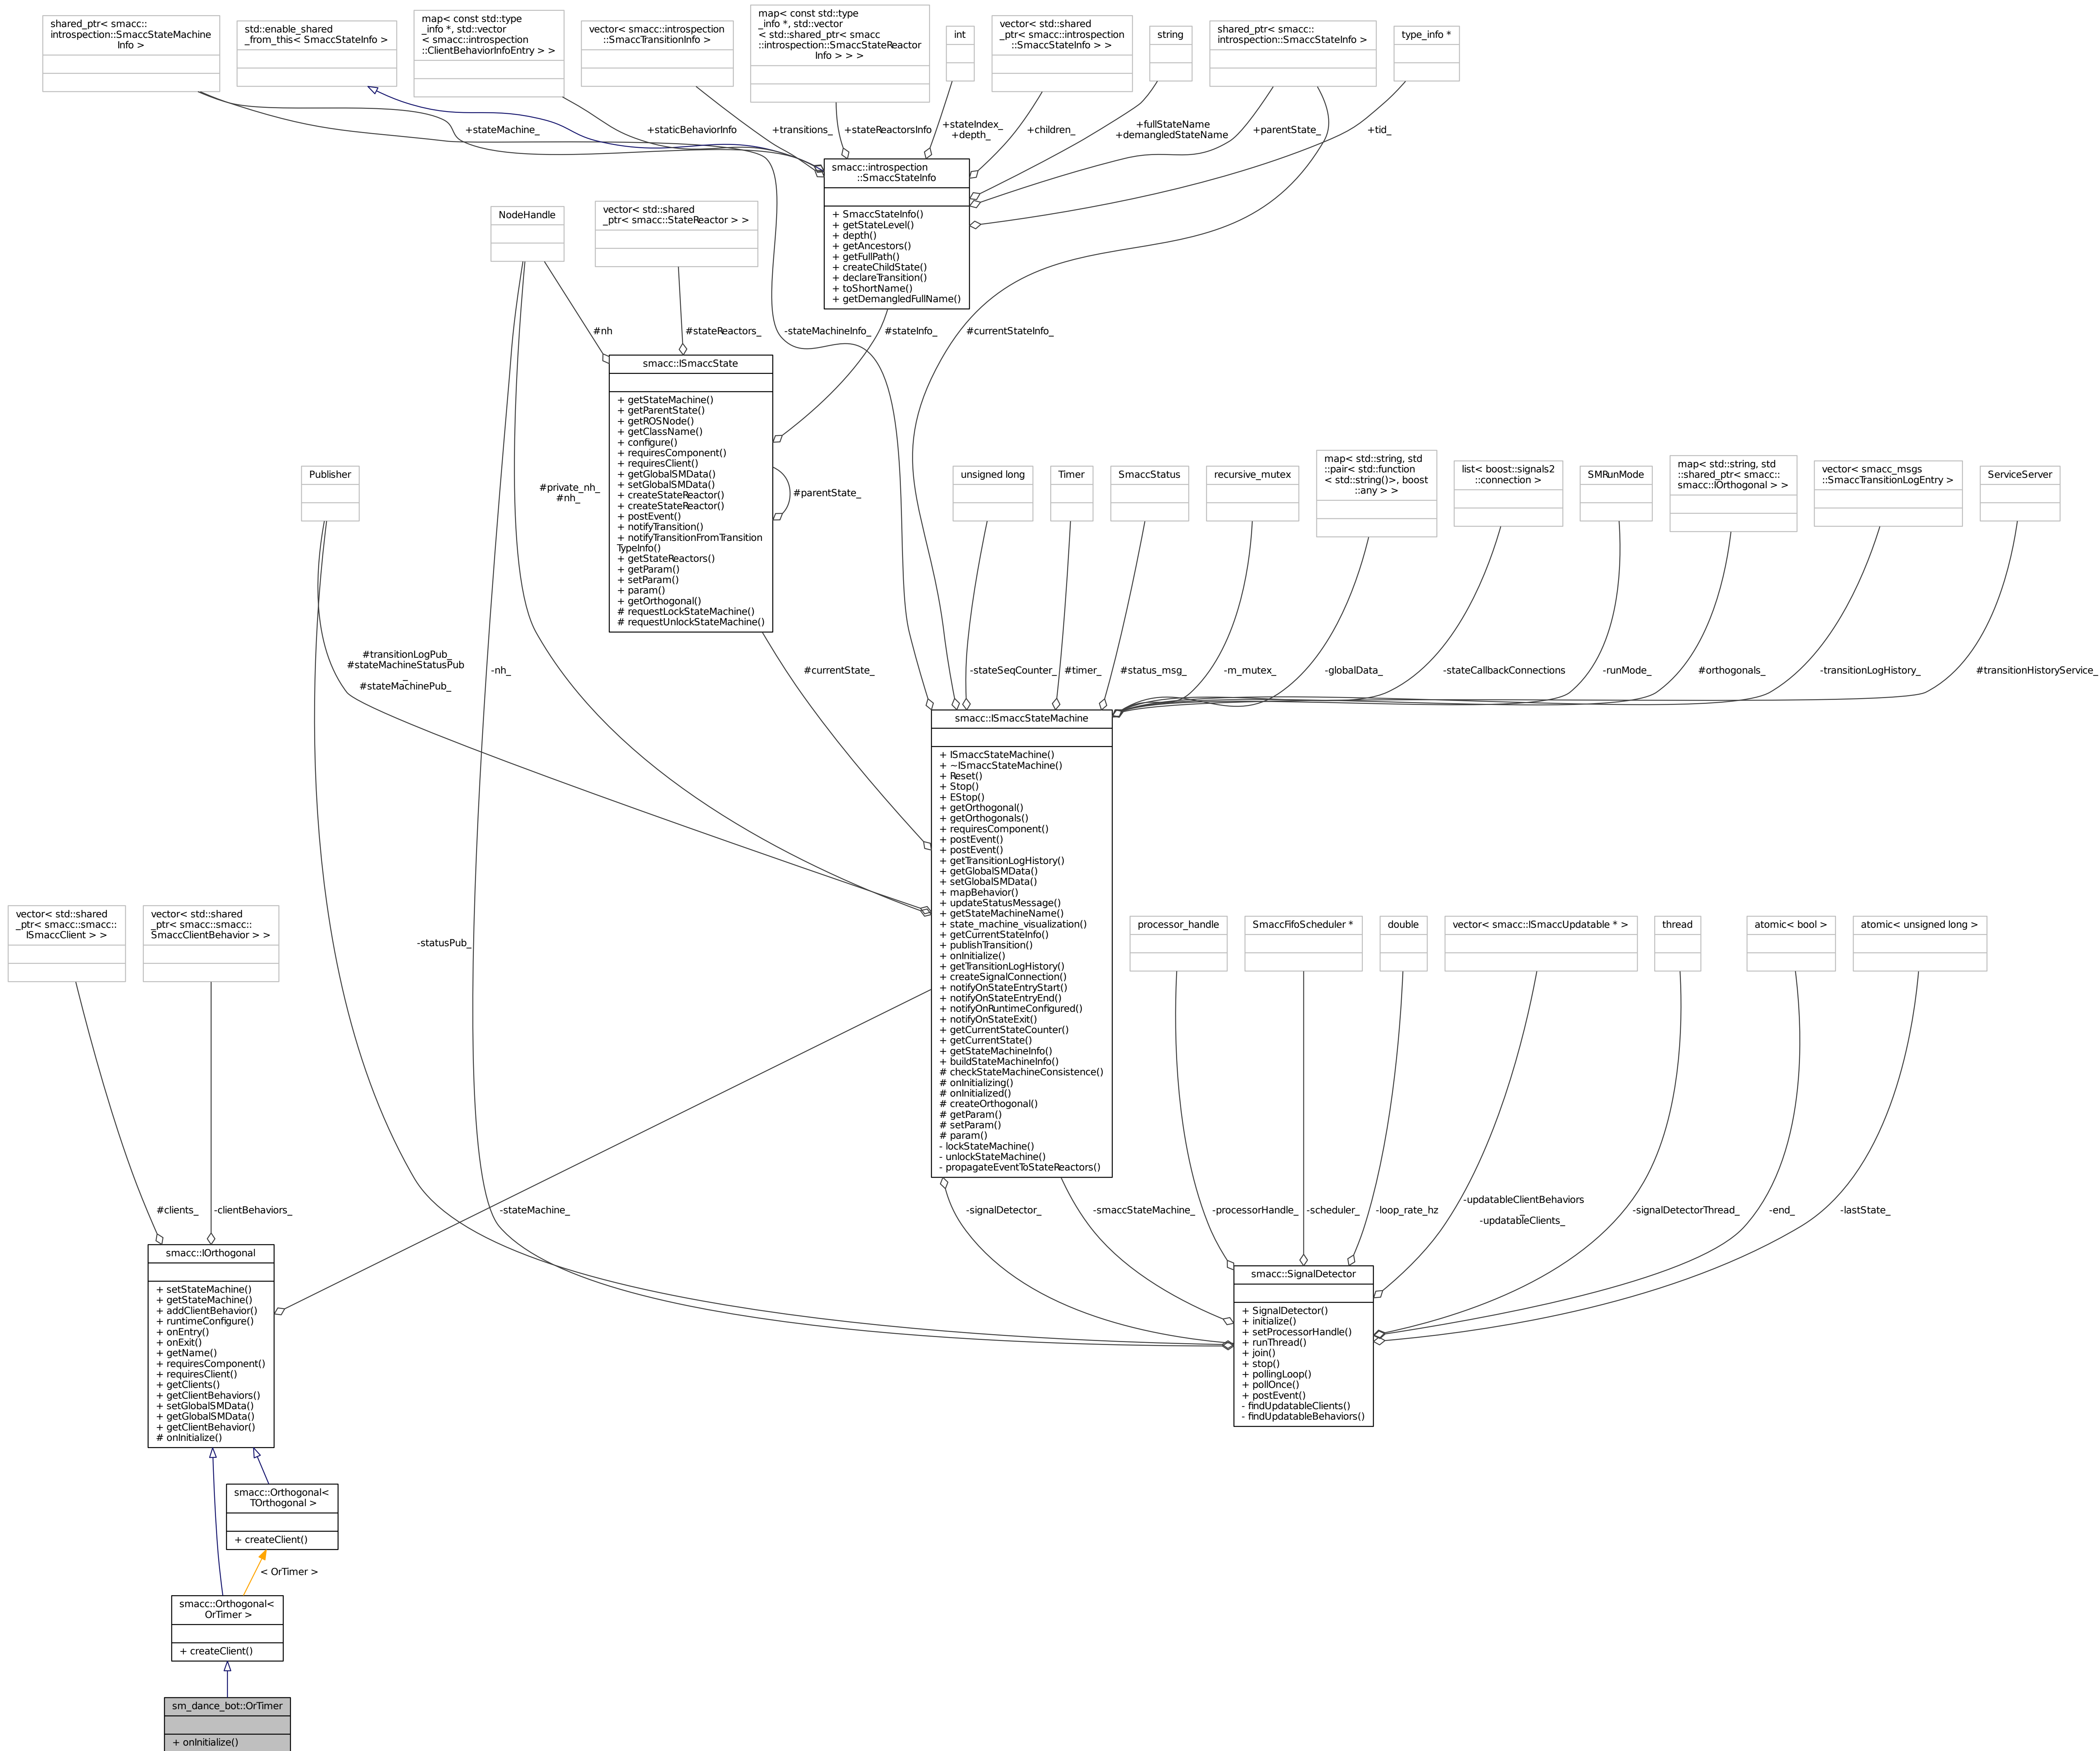 shared_ptr< smacc::
introspection::SmaccStateMachine
Info >
std::enable_shared
_from_this< SmaccStateInfo >
map< const std::type
_info *, std::vector
< smacc::introspection
::ClientBehaviorInfoEntry > >
vector< smacc::introspection
::SmaccTransitionInfo >
map< const std::type
_info *, std::vector
< std::shared_ptr< smacc
::introspection::SmaccStateReactor
Info > > >
int
vector< std::shared
_ptr< smacc::introspection
::SmaccStateInfo > >
string
shared_ptr< smacc::
introspection::SmaccStateInfo >
type_info *
+stateMachine_
+staticBehaviorInfo
+transitions_
+stateReactorsInfo
+stateIndex_
+depth_
+children_
+fullStateName
+demangledStateName
+parentState_
+tid_
smacc::introspection
::SmaccStateInfo
+ SmaccStateInfo()
+ getStateLevel()
+ depth()
+ getAncestors()
+ getFullPath()
+ createChildState()
+ declareTransition()
+ toShortName()
+ getDemangledFullName()
NodeHandle
vector< std::shared
_ptr< smacc::StateReactor > >
#nh
#stateReactors_
-stateMachineInfo_
#stateInfo_
#currentStateInfo_
smacc::ISmaccState
+ getStateMachine()
+ getParentState()
+ getROSNode()
+ getClassName()
+ configure()
+ requiresComponent()
+ requiresClient()
+ getGlobalSMData()
+ setGlobalSMData()
+ createStateReactor()
+ createStateReactor()
+ postEvent()
+ notifyTransition()
+ notifyTransitionFromTransition
TypeInfo()
+ getStateReactors()
+ getParam()
+ setParam()
+ param()
+ getOrthogonal()
# requestLockStateMachine()
# requestUnlockStateMachine()
#parentState_
Publisher
#private_nh_
#nh_
unsigned long
Timer
SmaccStatus
recursive_mutex
map< std::string, std
::pair< std::function
< std::string()>, boost
::any > >
list< boost::signals2
::connection >
SMRunMode
map< std::string, std
::shared_ptr< smacc::
smacc::IOrthogonal > >
vector< smacc_msgs
::SmaccTransitionLogEntry >
ServiceServer
#transitionLogPub_
#stateMachineStatusPub
_
#stateMachinePub_
-nh_
#currentState_
-stateSeqCounter_
#timer_
#status_msg_
-m_mutex_
-globalData_
-stateCallbackConnections
-runMode_
#orthogonals_
-transitionLogHistory_
#transitionHistoryService_
smacc::ISmaccStateMachine
+ ISmaccStateMachine()
+ ~ISmaccStateMachine()
+ Reset()
+ Stop()
+ EStop()
+ getOrthogonal()
+ getOrthogonals()
+ requiresComponent()
+ postEvent()
+ postEvent()
+ getTransitionLogHistory()
+ getGlobalSMData()
+ setGlobalSMData()
+ mapBehavior()
+ updateStatusMessage()
+ getStateMachineName()
+ state_machine_visualization()
+ getCurrentStateInfo()
+ publishTransition()
+ onInitialize()
+ getTransitionLogHistory()
+ createSignalConnection()
+ notifyOnStateEntryStart()
+ notifyOnStateEntryEnd()
+ notifyOnRuntimeConfigured()
+ notifyOnStateExit()
+ getCurrentStateCounter()
+ getCurrentState()
+ getStateMachineInfo()
+ buildStateMachineInfo()
# checkStateMachineConsistence()
# onInitializing()
# onInitialized()
# createOrthogonal()
# getParam()
# setParam()
# param()
- lockStateMachine()
- unlockStateMachine()
- propagateEventToStateReactors()
vector< std::shared
_ptr< smacc::smacc::
ISmaccClient > >
vector< std::shared
_ptr< smacc::smacc::
SmaccClientBehavior > >
-statusPub_
processor_handle
SmaccFifoScheduler *
double
vector< smacc::ISmaccUpdatable * >
thread
atomic< bool >
atomic< unsigned long >
#clients_
-clientBehaviors_
-stateMachine_
-signalDetector_
-smaccStateMachine_
-processorHandle_
-scheduler_
-loop_rate_hz
-updatableClientBehaviors
_
-updatableClients_
-signalDetectorThread_
-end_
-lastState_
smacc::IOrthogonal
+ setStateMachine()
+ getStateMachine()
+ addClientBehavior()
+ runtimeConfigure()
+ onEntry()
+ onExit()
+ getName()
+ requiresComponent()
+ requiresClient()
+ getClients()
+ getClientBehaviors()
+ setGlobalSMData()
+ getGlobalSMData()
+ getClientBehavior()
# onInitialize()
smacc::SignalDetector
+ SignalDetector()
+ initialize()
+ setProcessorHandle()
+ runThread()
+ join()
+ stop()
+ pollingLoop()
+ pollOnce()
+ postEvent()
- findUpdatableClients()
- findUpdatableBehaviors()
smacc::Orthogonal<
TOrthogonal >
+ createClient()
< OrTimer >
smacc::Orthogonal<
OrTimer >
+ createClient()
sm_dance_bot::OrTimer
+ onInitialize()